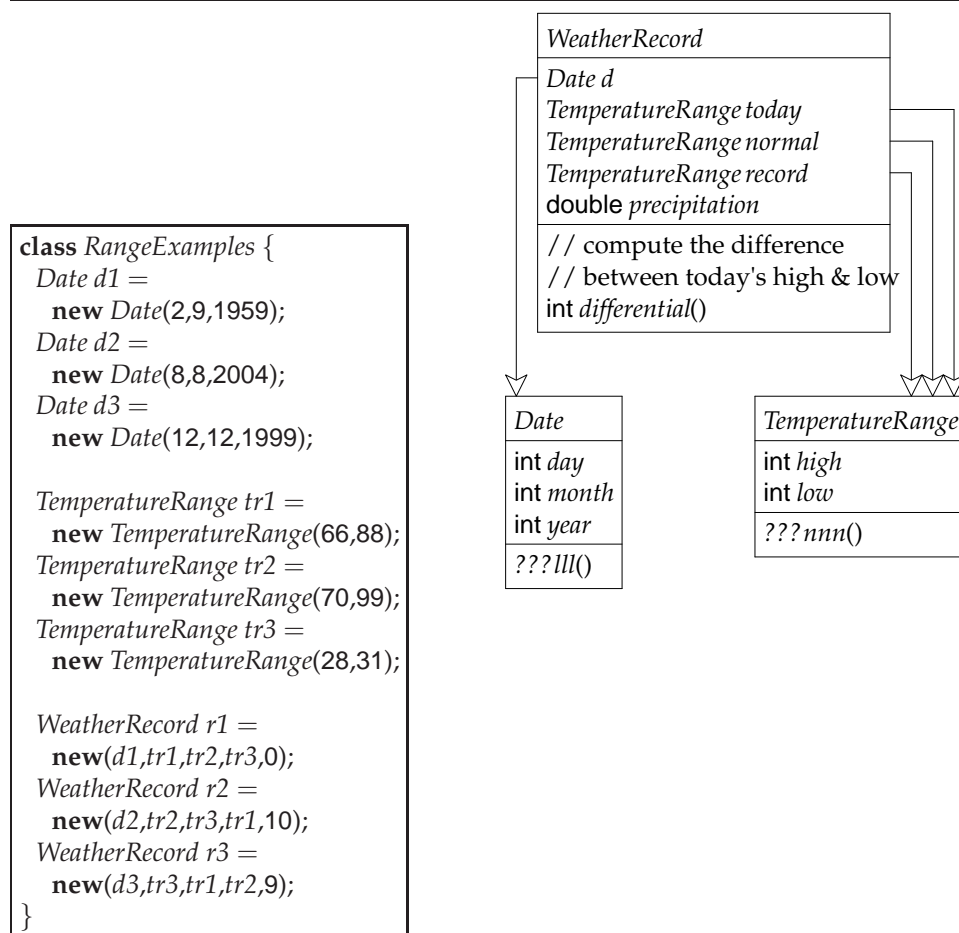 class RangeExamples {
Date d1 =
new Date(2,9,1959);
Date d2 =
new Date(8,8,2004);
Date d3 =
new Date(12,12,1999);
TemperatureRange tr1 =
new TemperatureRange(66,88);
TemperatureRange tr2 =
new TemperatureRange(70,99);
TemperatureRange tr3 =
new TemperatureRange(28,31);
WeatherRecord r1 =
new(d1,tr1,tr2,tr3,0);
WeatherRecord r2 =
new(d2,tr2,tr3,tr1,10);
WeatherRecord r3 =
new(d3,tr3,tr1,tr2,9);
}
WeatherRecord
Date d
TemperatureRange today
TemperatureRange normal
TemperatureRange record
double precipitation
// compute the difference
// between today's high & low
int differential()
Date
int day
int month
int year
???lll()
TemperatureRange
int high
int low
???nnn()